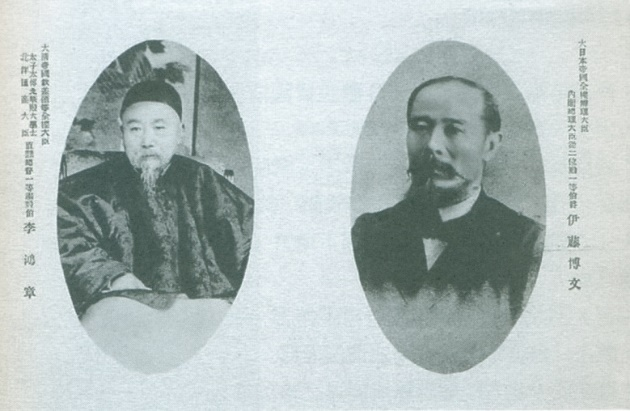 大日本帝國全權辨理大臣
內閣總理大臣從二位勳一等伯爵 伊藤博文
大清帝國欽差頭等全權大臣
太子太傅文華殿大學士
北洋通商大臣 直隸總督一等肅毅伯 李鴻章